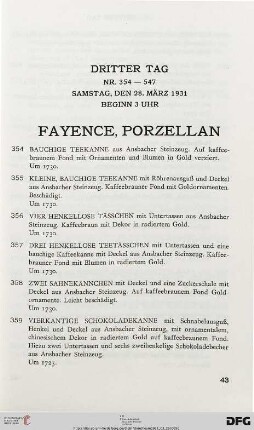 DRITTER TAG
NR. 354 — 547
SAMSTAG, DEN 28. MÄRZ 1931
BEGINN 3 UHR
FAYENCE, PORZELLAN
354 BAUCHIGE TEEKANNE aus Ansbacher Steinzeug. Auf kaffee-
braunem Fond mit Ornamenten und Blumen in Gold verziert.
Um 1730.
355 KLEINE, BAUCHIGE TEEKANNE mit Röhrenausguß und Deckel
aus Ansbacher Steinzeug. Kaffeebrauner Fond mit Goldornamenten.
Beschädigt.
Um 1730.
356 VIER HENKELLOSE TÄSSCHEN mit Untertassen aus Ansbacher
Steinzeug. Kaffeebraun mit Dekor in radiertem Gold.
Um 1730.
357 DREI HENKELLOSE TEETÄSSCHEN mit Untertassen und eine
bauchige Kaffeekanne mit Deckel aus Ansbacher Steinzeug. Kaffee-
brauner Fond mit Blumen in radiertem Gold.
Um 1730.
358 ZWEI SAHNEKÄNNCHEN mit Deckel und eine Zuckerschale mit
Deckel aus Ansbacher Steinzeug. Auf kaffeebraunem Fond Gold-
ornamente. Leicht beschädigt.
Um 1730.
359 VIERKANTIGE SCHOKOLADEKANNE mit Schnabelausguß,
Henkel und Deckel aus Ansbacher Steinzeug, mit ornamentalem,
chinesischem Dekor in radiertem Gold auf kaffeebraunem Fond.
Hiezu zwei Untertassen und sechs zweihenkelige Schokoladebecher
aus Ansbacher Steinzeug.
Um 1725.
43
DFG